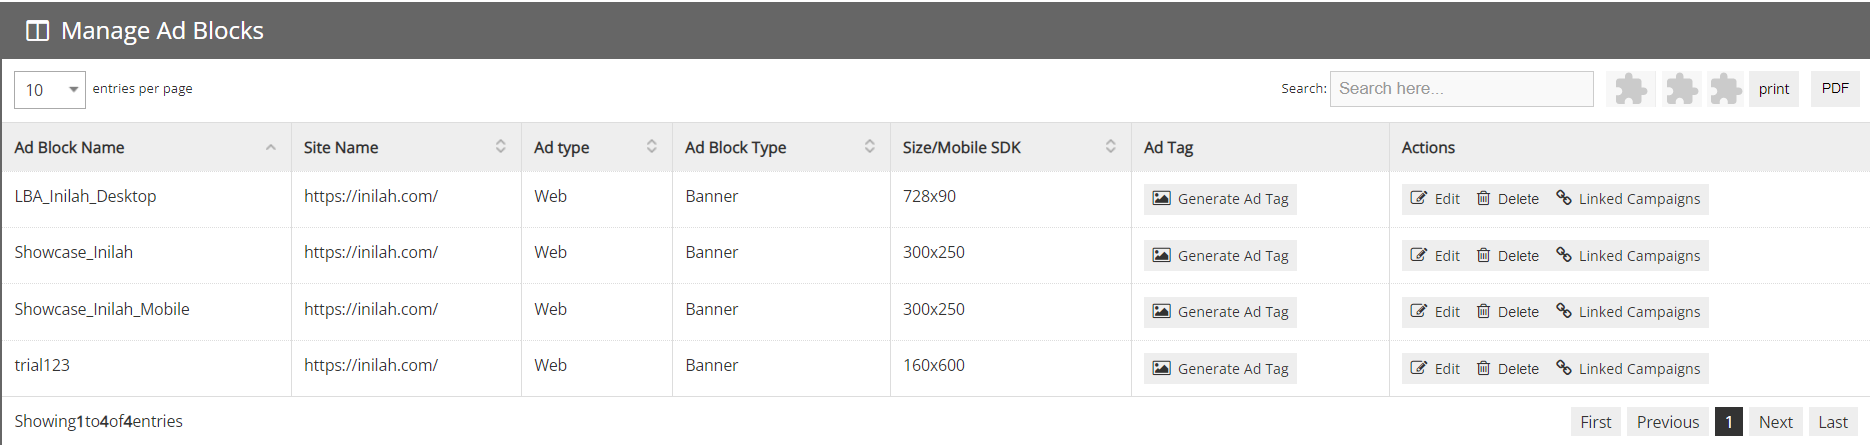 Manage Ad Blocks
10 entries per page Search: Search here... print PDF
Ad Block Name Site Name Ad type Ad Block Type Size/Mobile SDK Ad Tag Actions
LBA_Inilah_Desktop https://inilah.com/ Web Banner 728x90 Generate Ad Tag Edit Delete Linked Campaigns
Showcase_Inilah https://inilah.com/ Web Banner 300x250 Generate Ad Tag Edit Delete Linked Campaigns
Showcase_Inilah_Mobile https://inilah.com/ Web Banner 300x250 Generate Ad Tag Edit Delete Linked Campaigns
trial123 https://inilah.com/ Web Banner 160x600 Generate Ad Tag Edit Delete Linked Campaigns
Showing1to4of4entries First Previous 1 Next Last